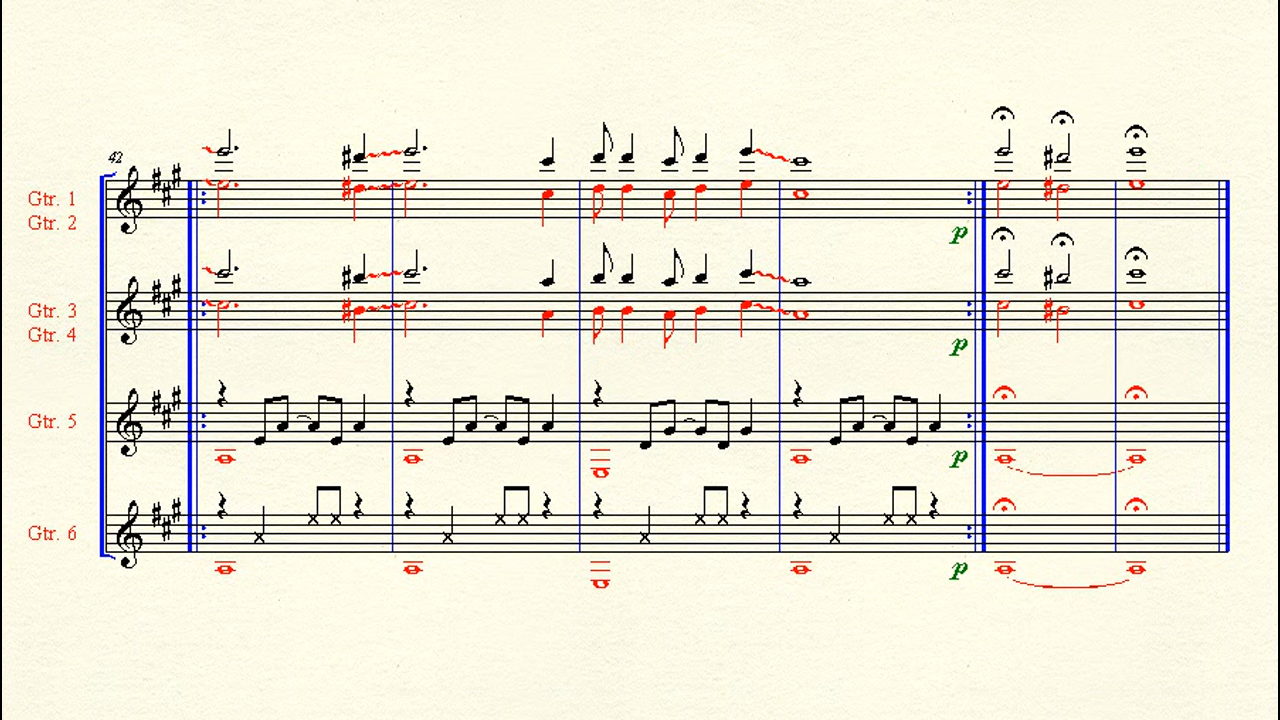 42
Gtr. 1
Gtr. 2
p
Gtr. 3
Gtr. 4
p
Gtr. 5
p
Gtr. 6
p